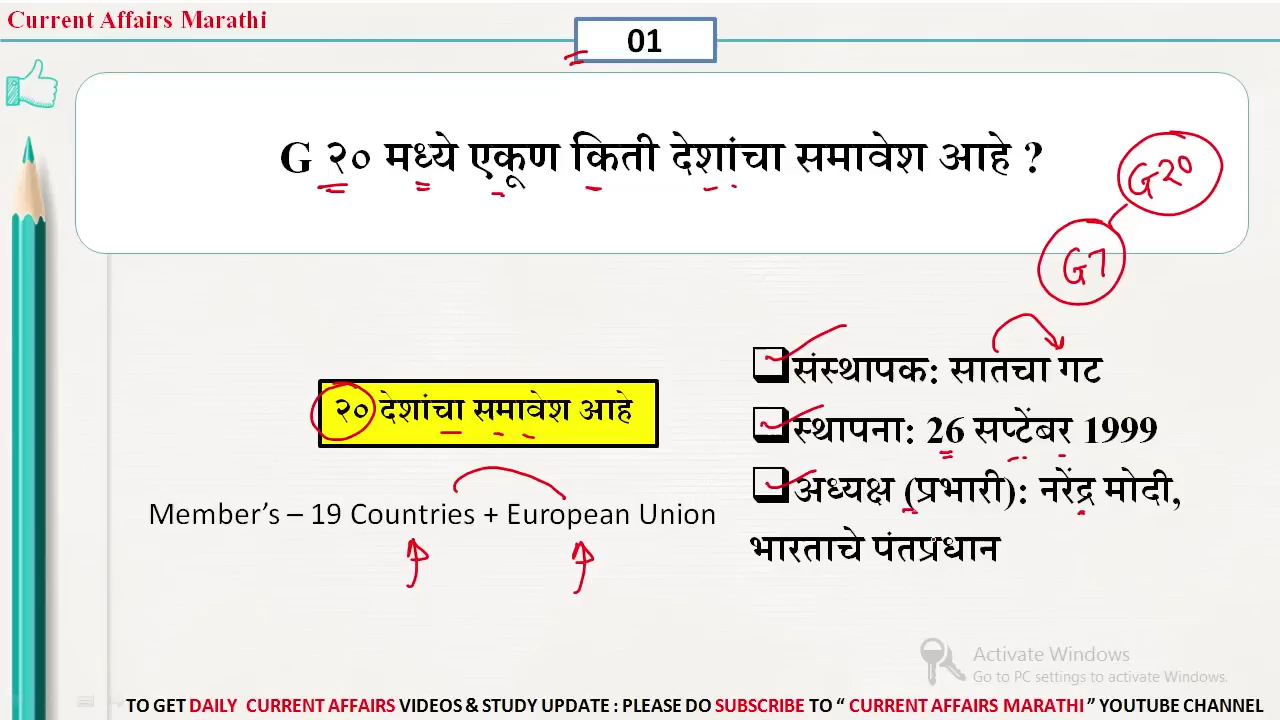 Current Affairs Marathi
01
G २० मध्ये एकूण किती देशांचा समावेश आहे ?
G20
G7
२० देशांचा समावेश आहे
Member's – 19 Countries + European Union
संस्थापक: सातचा गट
स्थापना: 26 सप्टेंबर 1999
अध्यक्ष (प्रभारी): नरेंद्र मोदी,
भारताचे पंतप्रधान
Activate Windows
Go to PC settings to activate Windows.
TO GET DAILY CURRENT AFFAIRS VIDEOS & STUDY UPDATE : PLEASE DO SUBSCRIBE TO “ CURRENT AFFAIRS MARATHI ” YOUTUBE CHANNEL